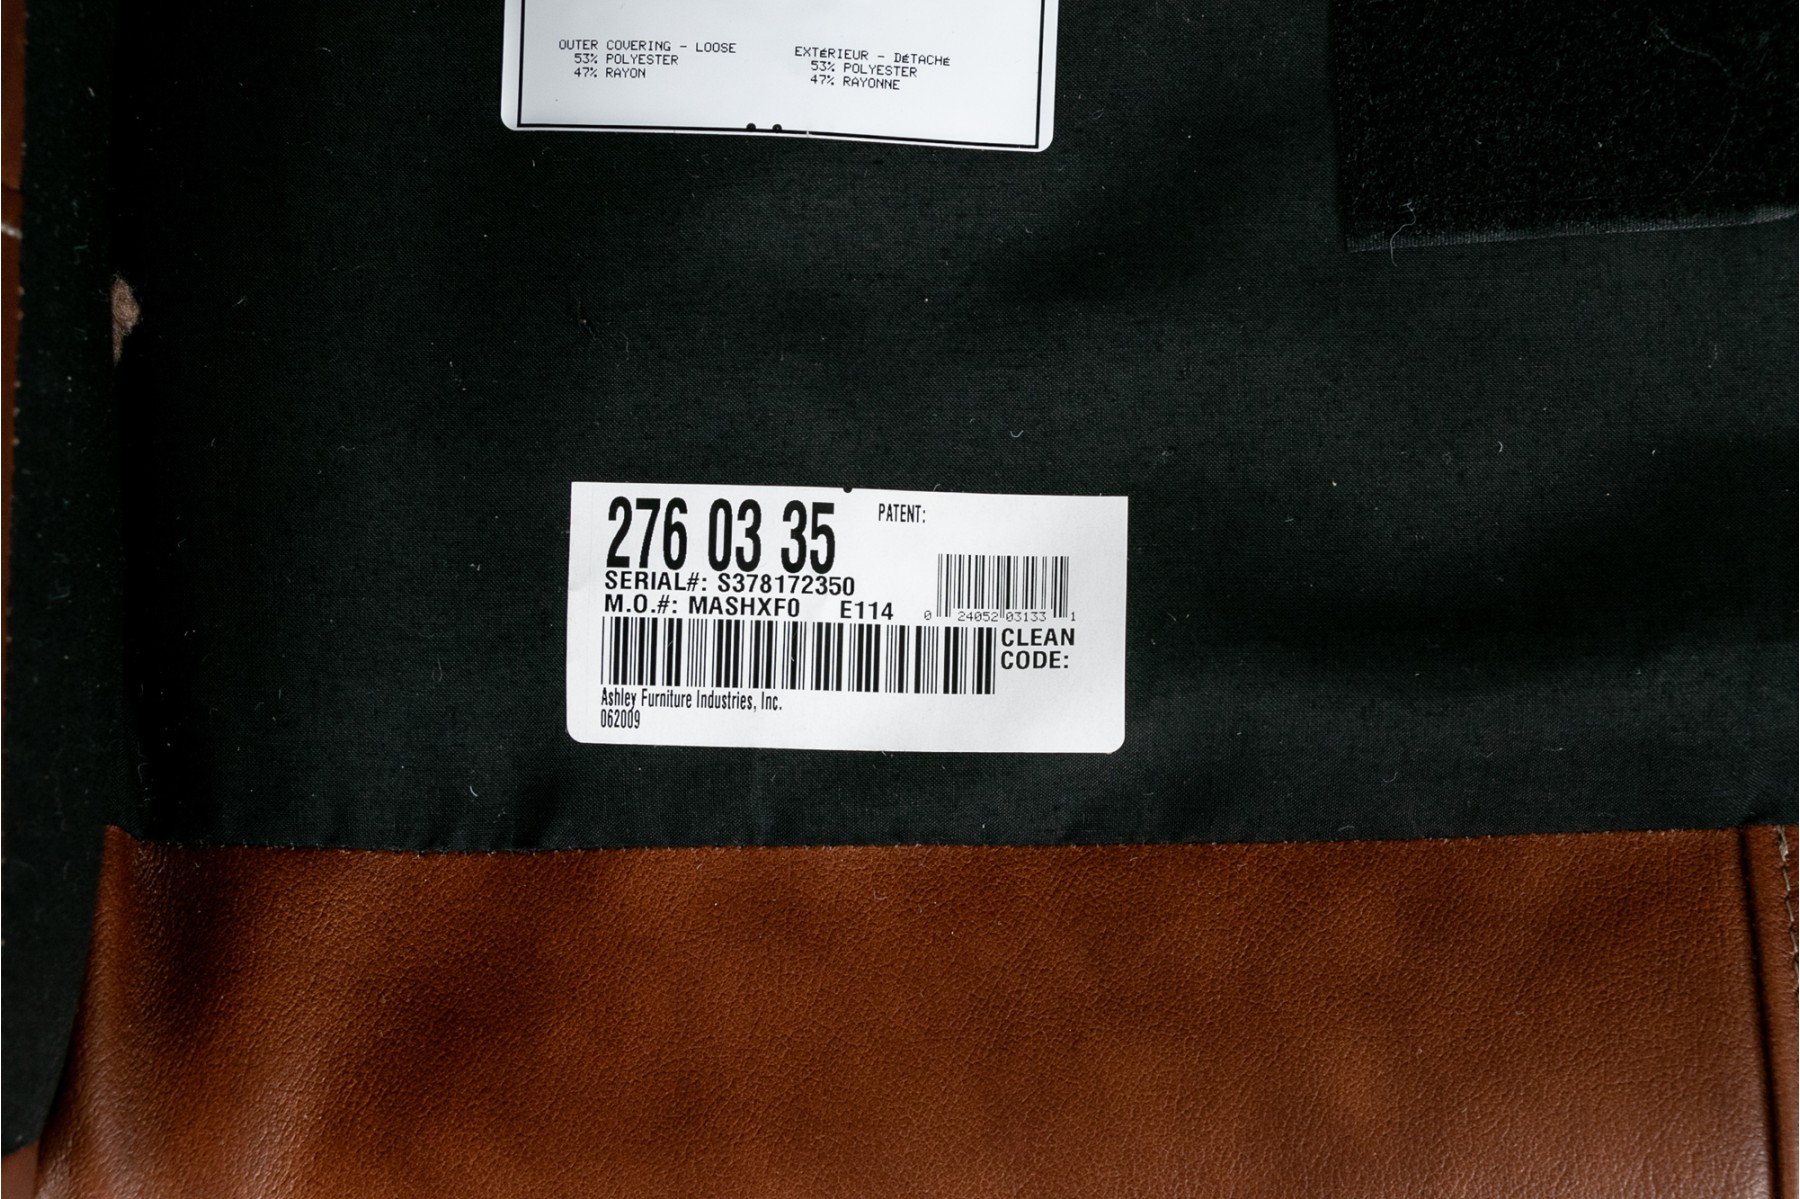 OUTER COVERING - LOOSE
53% POLYESTER
47% RAYON
EXTÉRIEUR - DÉTACHÉ
53% POLYESTER
47% RAYONNE
276 03 35
PATENT:
SERIAL#: S378172350
M.O.#: MASHXF0 E114
0 24052 03133 1
CLEAN
CODE:
Ashley Furniture Industries, Inc.
062009